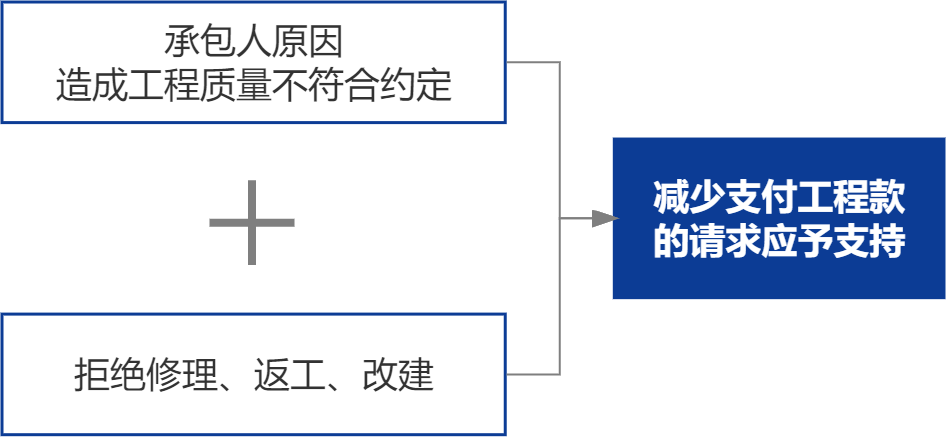 承包人原因
造成工程质量不符合约定
拒绝修理、返工、改建
减少支付工程款
的请求应予支持